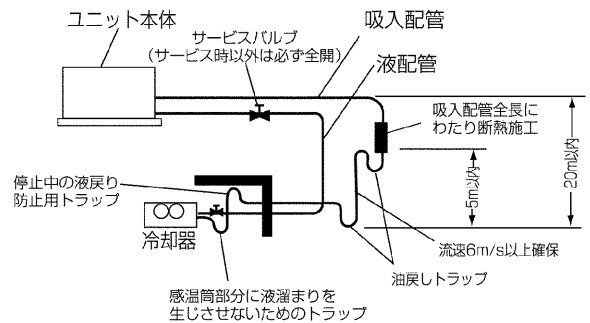 ユニット本体
サービスバルブ
(サービス時以外は必ず全開)
吸入配管
液配管
吸入配管全長に
わたり断熱施工
20m以内
5m以内
停止中の液戻り
防止用トラップ
冷却器
流速6m/s以上確保
油戻しトラップ
感温筒部分に液溜まりを
生じさせないためのトラップ